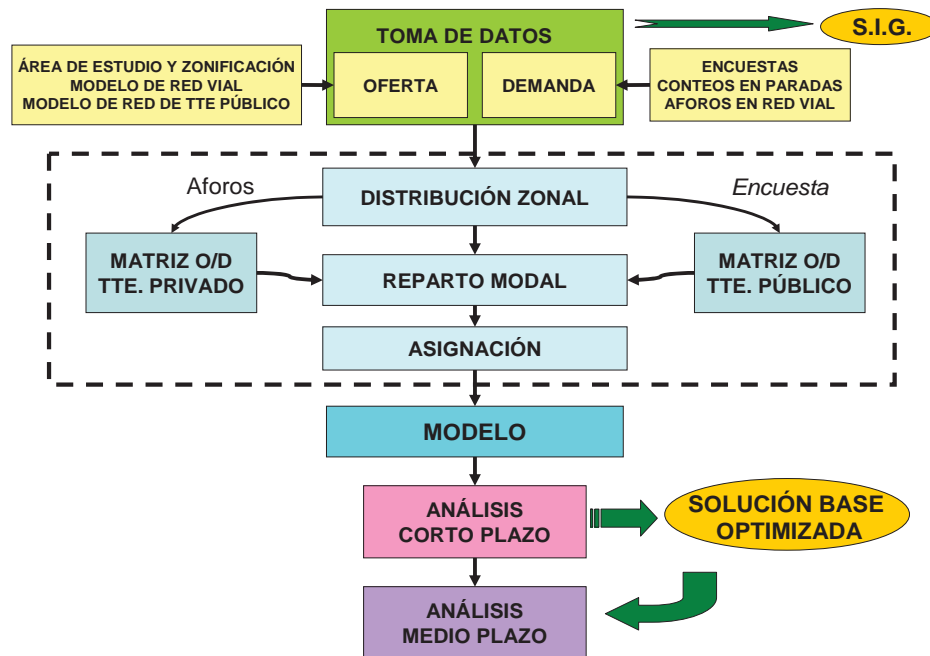 TOMA DE DATOS
S.I.G.
ÁREA DE ESTUDIO Y ZONIFICACIÓN
MODELO DE RED VIAL
MODELO DE RED DE TTE PÚBLICO
OFERTA
DEMANDA
ENCUESTAS
CONTEOS EN PARADAS
AFOROS EN RED VIAL
Aforos
DISTRIBUCIÓN ZONAL
Encuesta
MATRIZ O/D
TTE. PRIVADO
REPARTO MODAL
MATRIZ O/D
TTE. PÚBLICO
ASIGNACIÓN
MODELO
ANÁLISIS
CORTO PLAZO
SOLUCIÓN BASE
OPTIMIZADA
ANÁLISIS
MEDIO PLAZO